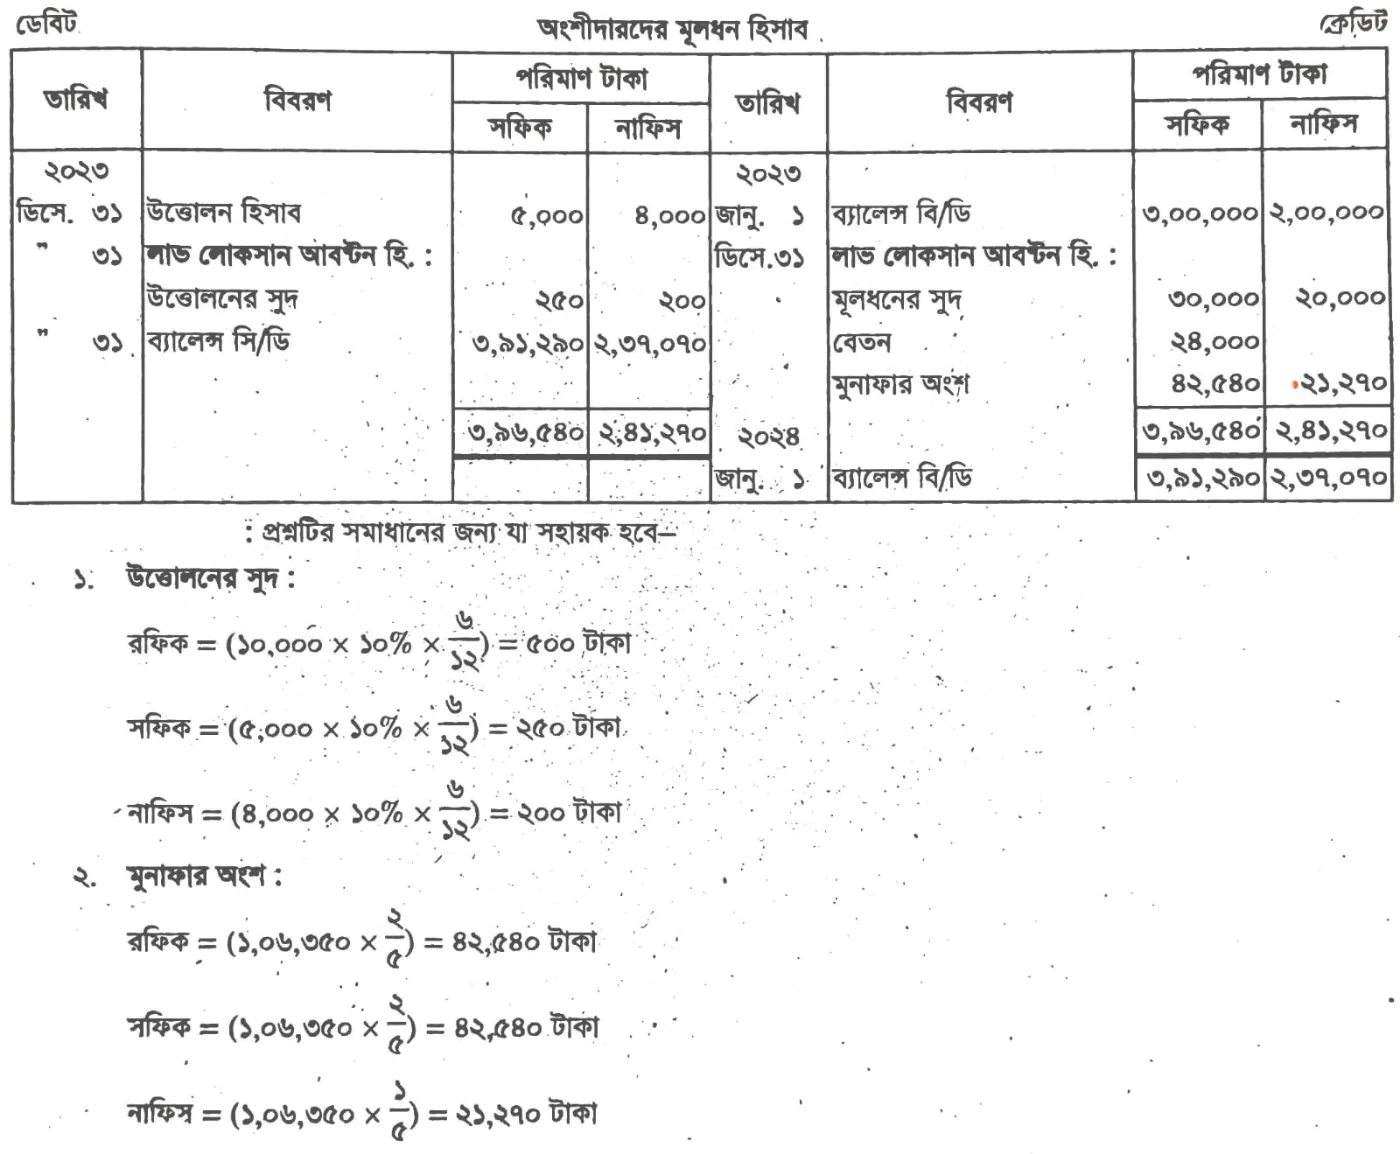 ডেবিট অংশীদারদের মূলধন হিসাব ক্রেডিট
তারিখ বিবরণ পরিমাণ টাকা তারিখ বিবরণ পরিমাণ টাকা
সফিক নাফিস সফিক নাফিস
২০২৩ ২০২৩
ডিসে. ৩১ উত্তোলন হিসাব ৫,০০০ ৪,০০০ জানু. ১ ব্যালেন্স বি/ডি ৩,০০,০০০ ২,০০,০০০
" ৩১ লাভ লোকসান আবণ্টন হি. : ডিসে.৩১ লাভ লোকসান আবণ্টন হি. :
উত্তোলনের সুদ ২৫০ ২০০ মূলধনের সুদ ৩০,০০০ ২০,০০০
" ৩১ ব্যালেন্স সি/ডি ৩,৯১,২৯০ ২,৩৭,০৭০ বেতন ২৪,০০০
মুনাফার অংশ ৪২,৫৪০ ২১,২৭০
৩,৯৬,৫৪০ ২,৪১,২৭০ ২০২৪ ৩,৯৬,৫৪০ ২,৪১,২৭০
জানু. ১ ব্যালেন্স বি/ডি ৩,৯১,২৯০ ২,৩৭,০৭০
: প্রশ্নটির সমাধানের জন্য যা সহায়ক হবে—
১. উত্তোলনের সুদ :
রফিক = (১০,০০০ × ১০% × ৬/১২) = ৫০০ টাকা
সফিক = (৫,০০০ × ১০% × ৬/১২) = ২৫০ টাকা
নাফিস = (৪,০০০ × ১০% × ৬/১২) = ২০০ টাকা
২. মুনাফার অংশ :
রফিক = (১,০৬,৩৫০ × ২/৫) = ৪২,৫৪০ টাকা
সফিক = (১,০৬,৩৫০ × ২/৫) = ৪২,৫৪০ টাকা
নাফিস = (১,০৬,৩৫০ × ১/৫) = ২১,২৭০ টাকা